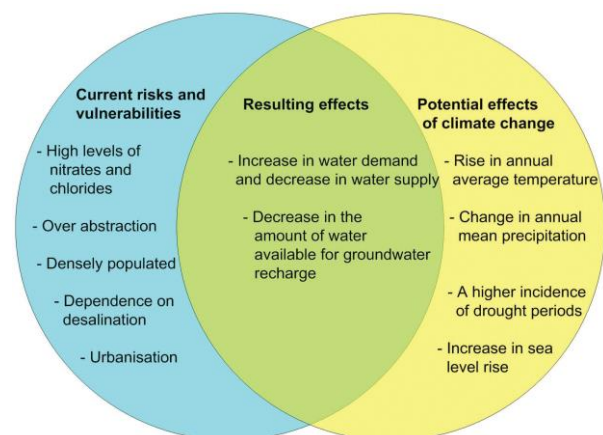 Current risks and
vulnerabilities
- High levels of
nitrates and
chlorides
- Over abstraction
- Densely populated
- Dependence on
desalination
- Urbanisation
Resulting effects
- Increase in water demand
and decrease in water supply
- Decrease in the
amount of water
available for groundwater
recharge
Potential effects
of climate change
- Rise in annual
average temperature
- Change in annual
mean precipitation
- A higher incidence
of drought periods
- Increase in sea
level rise